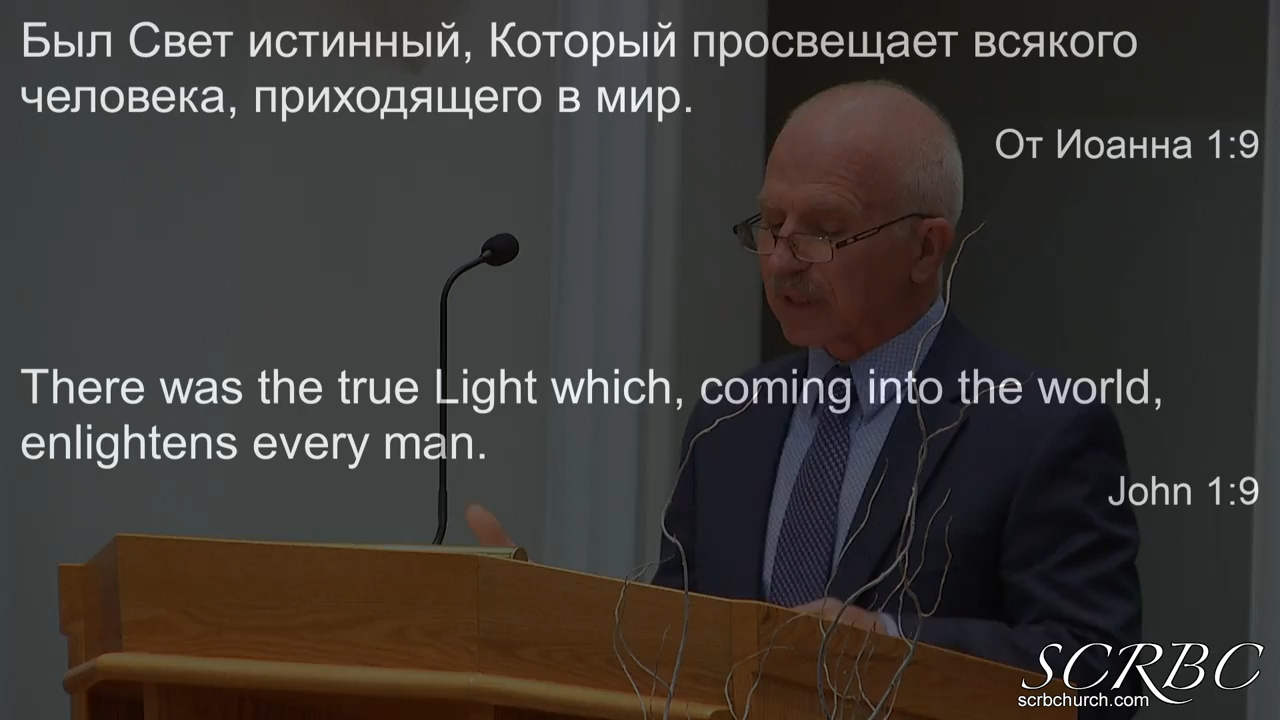 Был Свет истинный, Который просвещает всякого
человека, приходящего в мир.
От Иоанна 1:9
There was the true Light which, coming into the world,
enlightens every man.
John 1:9
SCRBC
scrbchurch.com